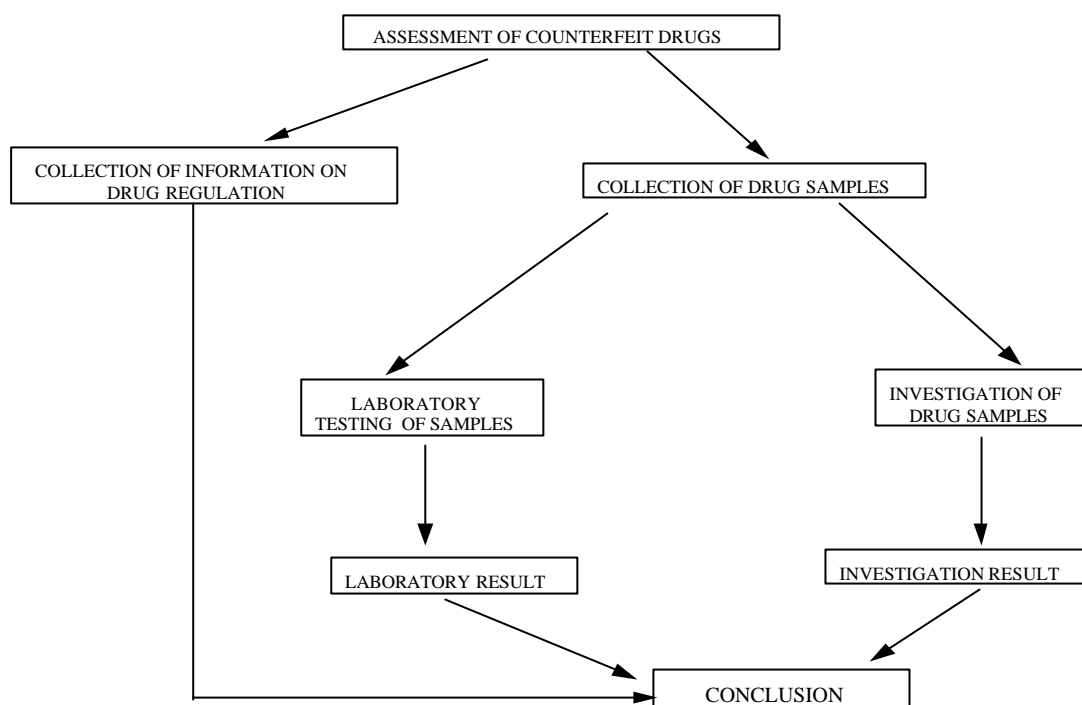 ASSESSMENT OF COUNTERFEIT DRUGS
COLLECTION OF INFORMATION ON
DRUG REGULATION
COLLECTION OF DRUG SAMPLES
LABORATORY
TESTING OF SAMPLES
INVESTIGATION OF
DRUG SAMPLES
LABORATORY RESULT
INVESTIGATION RESULT
CONCLUSION